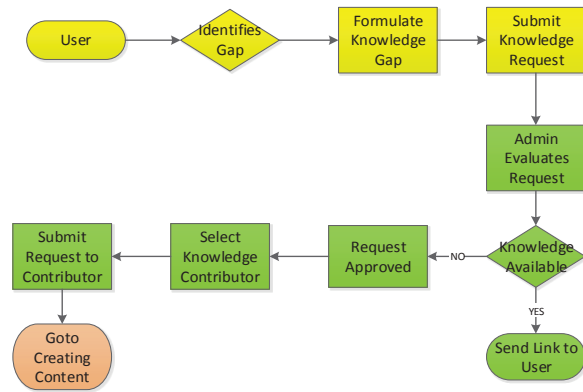 User
Identifies
Gap
Formulate
Knowledge
Gap
Submit
Knowledge
Request
Admin
Evaluates
Request
Knowledge
Available
NO
Request
Approved
Select
Knowledge
Contributor
Submit
Request to
Contributor
Goto
Creating
Content
YES
Send Link to
User